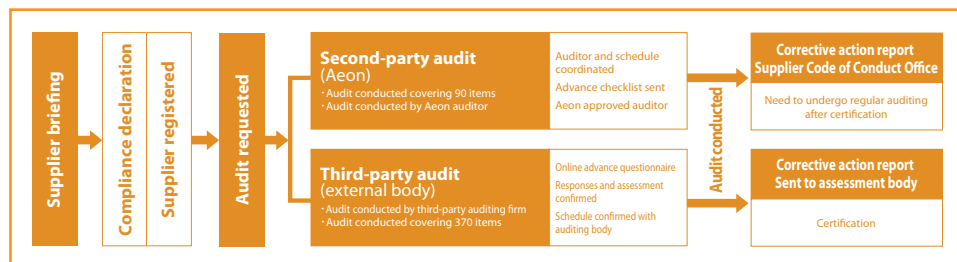 Supplier briefing
Compliance declaration
Supplier registered
Audit requested
Second-party audit
(Aeon)
・Audit conducted covering 90 items
・Audit conducted by Aeon auditor
Auditor and schedule
coordinated
Advance checklist sent
Aeon approved auditor
Third-party audit
(external body)
・Audit conducted by third-party auditing firm
・Audit conducted covering 370 items
Online advance questionnaire
Responses and assessment
confirmed
Schedule confirmed with
auditing body
Audit conducted
Corrective action report
Supplier Code of Conduct Office
Need to undergo regular auditing
after certification
Corrective action report
Sent to assessment body
Certification